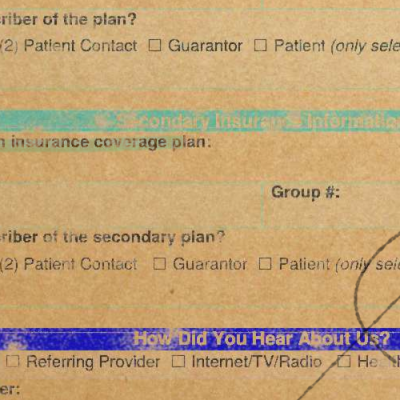 riber of the plan?
(2) Patient Contact ☐ Guarantor ☐ Patient (only sele
Secondary Insurance Informatio
n insurance coverage plan:
Group #:
riber of the secondary plan?
(2) Patient Contact ☐ Guarantor ☐ Patient (only sele
How Did You Hear About Us?
☐ Referring Provider ☐ Internet/TV/Radio ☐ Health
er: